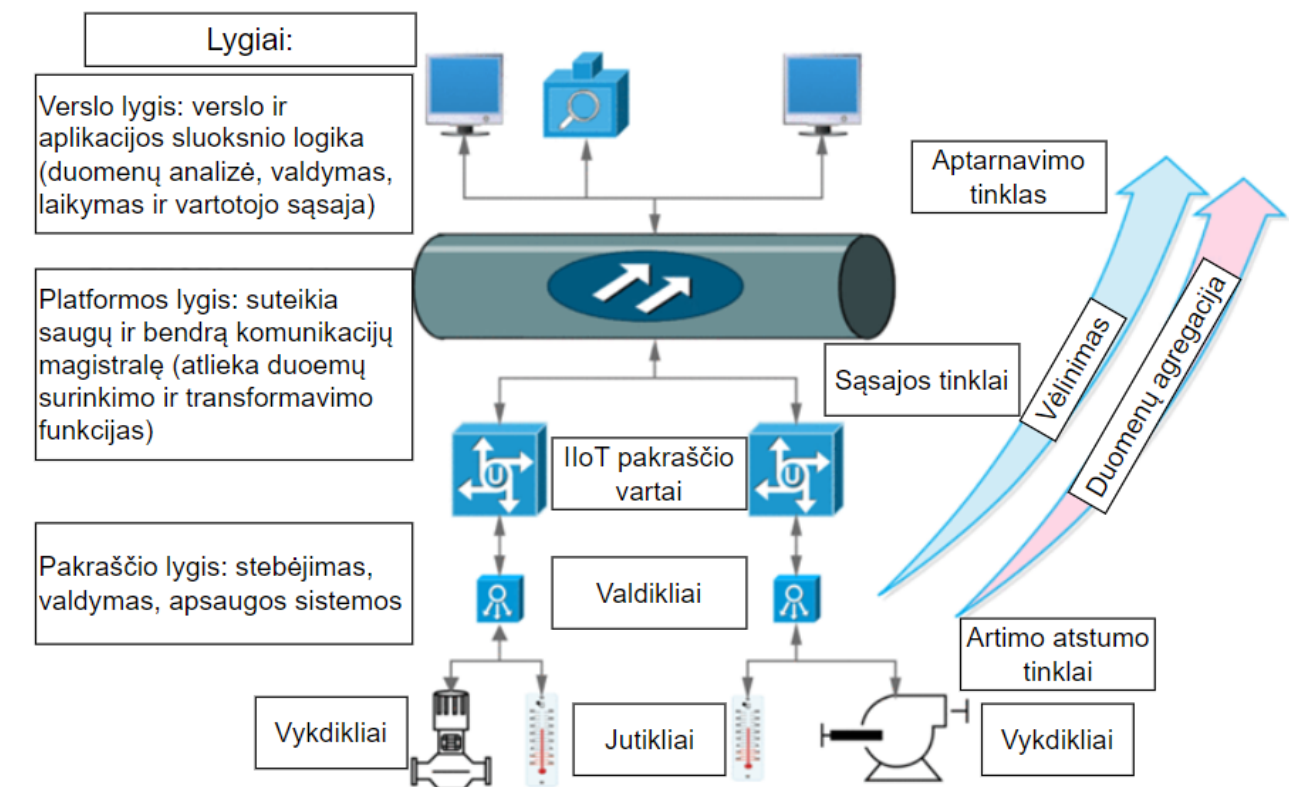 Lygiai:
Verslo lygis: verslo ir
aplikacijos sluoksnio logika
(duomenų analizė, valdymas,
laikymas ir vartotojo sąsaja)
Aptarnavimo
tinklas
Platformos lygis: suteikia
saugų ir bendrą komunikacijų
magistralę (atlieka duoemų
surinkimo ir transformavimo
funkcijas)
Sąsajos tinklai
Vėlinimas
Duomenų agregacija
IIoT pakraščio
vartai
U
U
Pakraščio lygis: stebėjimas,
valdymas, apsaugos sistemos
Valdikliai
Artimo atstumo
tinklai
Vykdikliai
Jutikliai
Vykdikliai